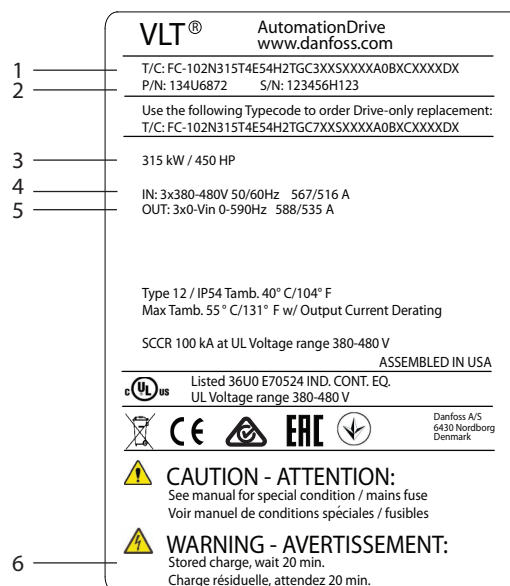 VLT® AutomationDrive
www.danfoss.com
1 T/C: FC-102N315T4E54H2TGC3XXSXXXXA0BXCXXXXDX
2 P/N: 134U6872 S/N: 123456H123
Use the following Typecode to order Drive-only replacement:
T/C: FC-102N315T4E54H2TGC7XXSXXXXA0BXCXXXXDX
3 315 kW / 450 HP
4 IN: 3x380-480V 50/60Hz 567/516 A
5 OUT: 3x0-Vin 0-590Hz 588/535 A
Type 12 / IP54 Tamb. 40° C/104° F
Max Tamb. 55° C/131° F w/ Output Current Derating
SCCR 100 kA at UL Voltage range 380-480 V
ASSEMBLED IN USA
c UL us Listed 36U0 E70524 IND. CONT. EQ.
UL Voltage range 380-480 V
CE EAC
Danfoss A/S
6430 Nordborg
Denmark
CAUTION - ATTENTION:
See manual for special condition / mains fuse
Voir manuel de conditions spéciales / fusibles
WARNING - AVERTISSEMENT:
6 Stored charge, wait 20 min.
Charge résiduelle, attendez 20 min.